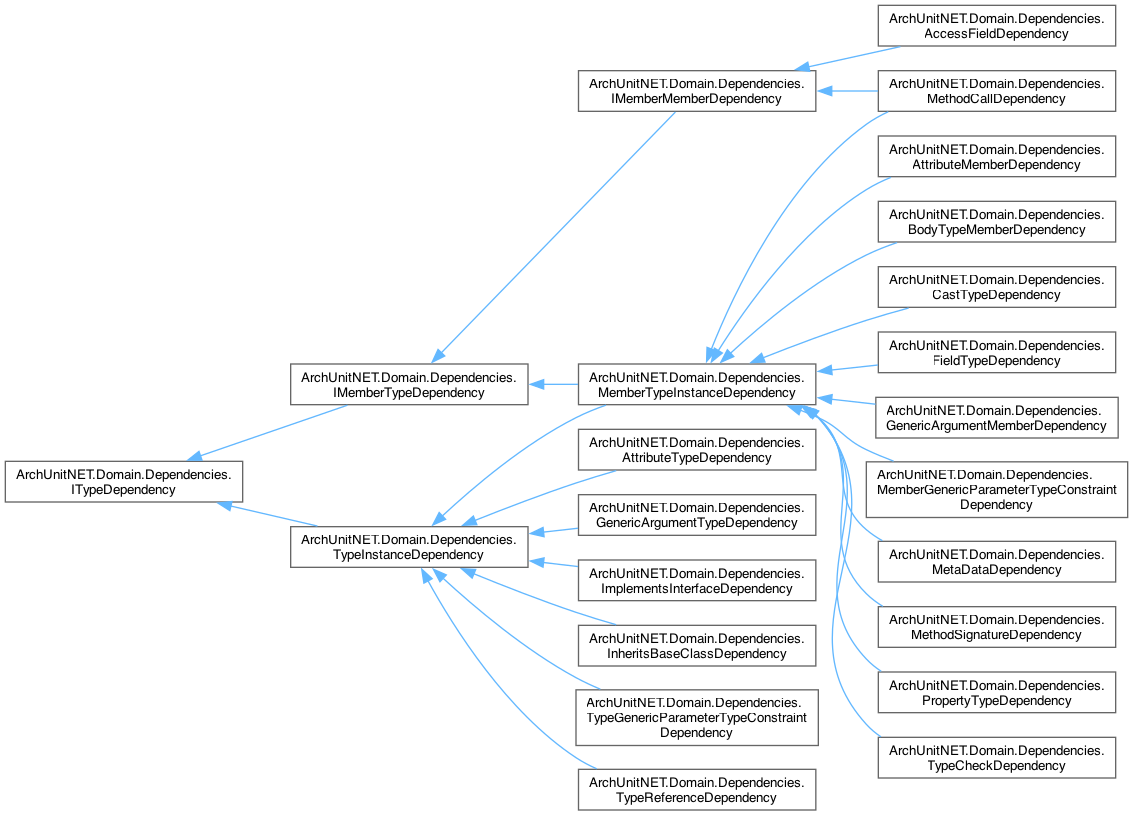 ArchUnitNET.Domain.Dependencies.
ITypeDependency
ArchUnitNET.Domain.Dependencies.
IMemberTypeDependency
ArchUnitNET.Domain.Dependencies.
TypeInstanceDependency
ArchUnitNET.Domain.Dependencies.
IMemberMemberDependency
ArchUnitNET.Domain.Dependencies.
MemberTypeInstanceDependency
ArchUnitNET.Domain.Dependencies.
AttributeTypeDependency
ArchUnitNET.Domain.Dependencies.
GenericArgumentTypeDependency
ArchUnitNET.Domain.Dependencies.
ImplementsInterfaceDependency
ArchUnitNET.Domain.Dependencies.
InheritsBaseClassDependency
ArchUnitNET.Domain.Dependencies.
TypeGenericParameterTypeConstraint
Dependency
ArchUnitNET.Domain.Dependencies.
TypeReferenceDependency
ArchUnitNET.Domain.Dependencies.
AccessFieldDependency
ArchUnitNET.Domain.Dependencies.
MethodCallDependency
ArchUnitNET.Domain.Dependencies.
AttributeMemberDependency
ArchUnitNET.Domain.Dependencies.
BodyTypeMemberDependency
ArchUnitNET.Domain.Dependencies.
CastTypeDependency
ArchUnitNET.Domain.Dependencies.
FieldTypeDependency
ArchUnitNET.Domain.Dependencies.
GenericArgumentMemberDependency
ArchUnitNET.Domain.Dependencies.
MemberGenericParameterTypeConstraint
Dependency
ArchUnitNET.Domain.Dependencies.
MetaDataDependency
ArchUnitNET.Domain.Dependencies.
MethodSignatureDependency
ArchUnitNET.Domain.Dependencies.
PropertyTypeDependency
ArchUnitNET.Domain.Dependencies.
TypeCheckDependency